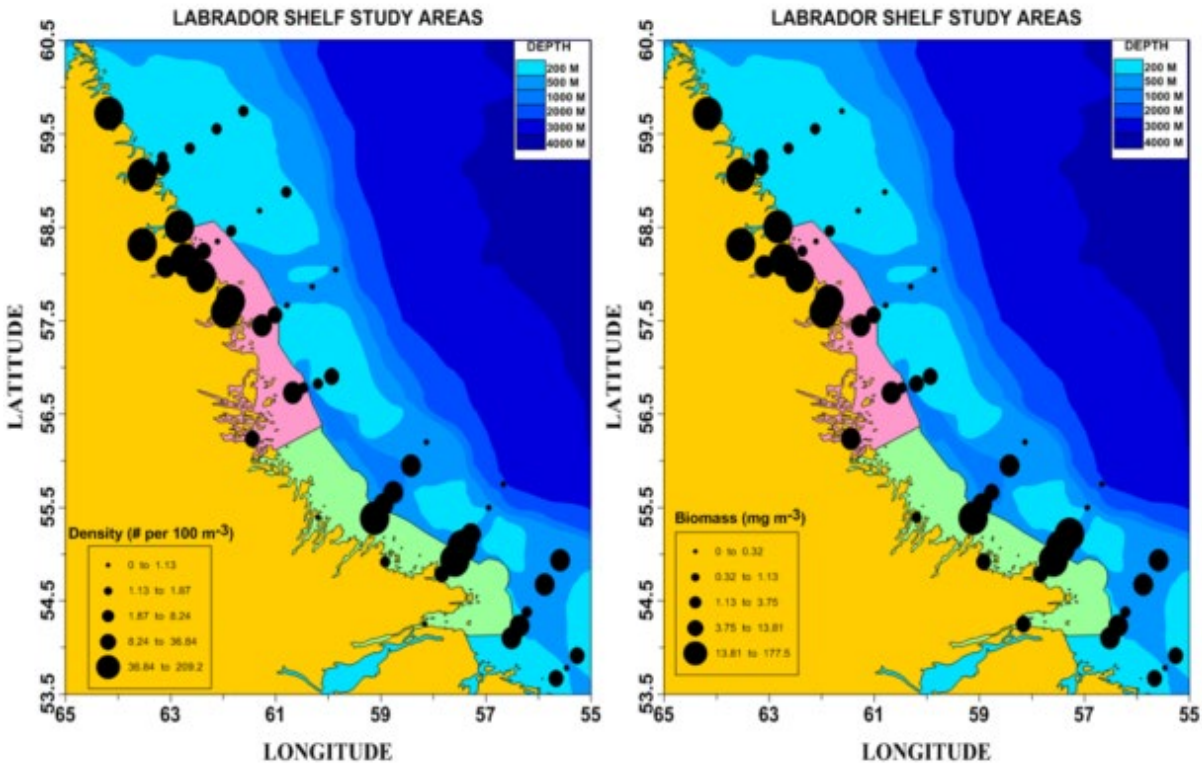 LABRADOR SHELF STUDY AREAS
DEPTH
200 M
500 M
1000 M
2000 M
3000 M
4000 M
60.5
59.5
58.5
57.5
56.5
55.5
54.5
53.5
LATITUDE
Density (# per 100 m-3)
0 to 1.13
1.13 to 1.87
1.87 to 8.24
8.24 to 36.84
36.84 to 209.2
65 63 61 59 57 55
LONGITUDE
LABRADOR SHELF STUDY AREAS
DEPTH
200 M
500 M
1000 M
2000 M
3000 M
4000 M
60.5
59.5
58.5
57.5
56.5
55.5
54.5
53.5
LATITUDE
Biomass (mg m-3)
0 to 0.32
0.32 to 1.13
1.13 to 3.75
3.75 to 13.81
13.81 to 177.5
65 63 61 59 57 55
LONGITUDE